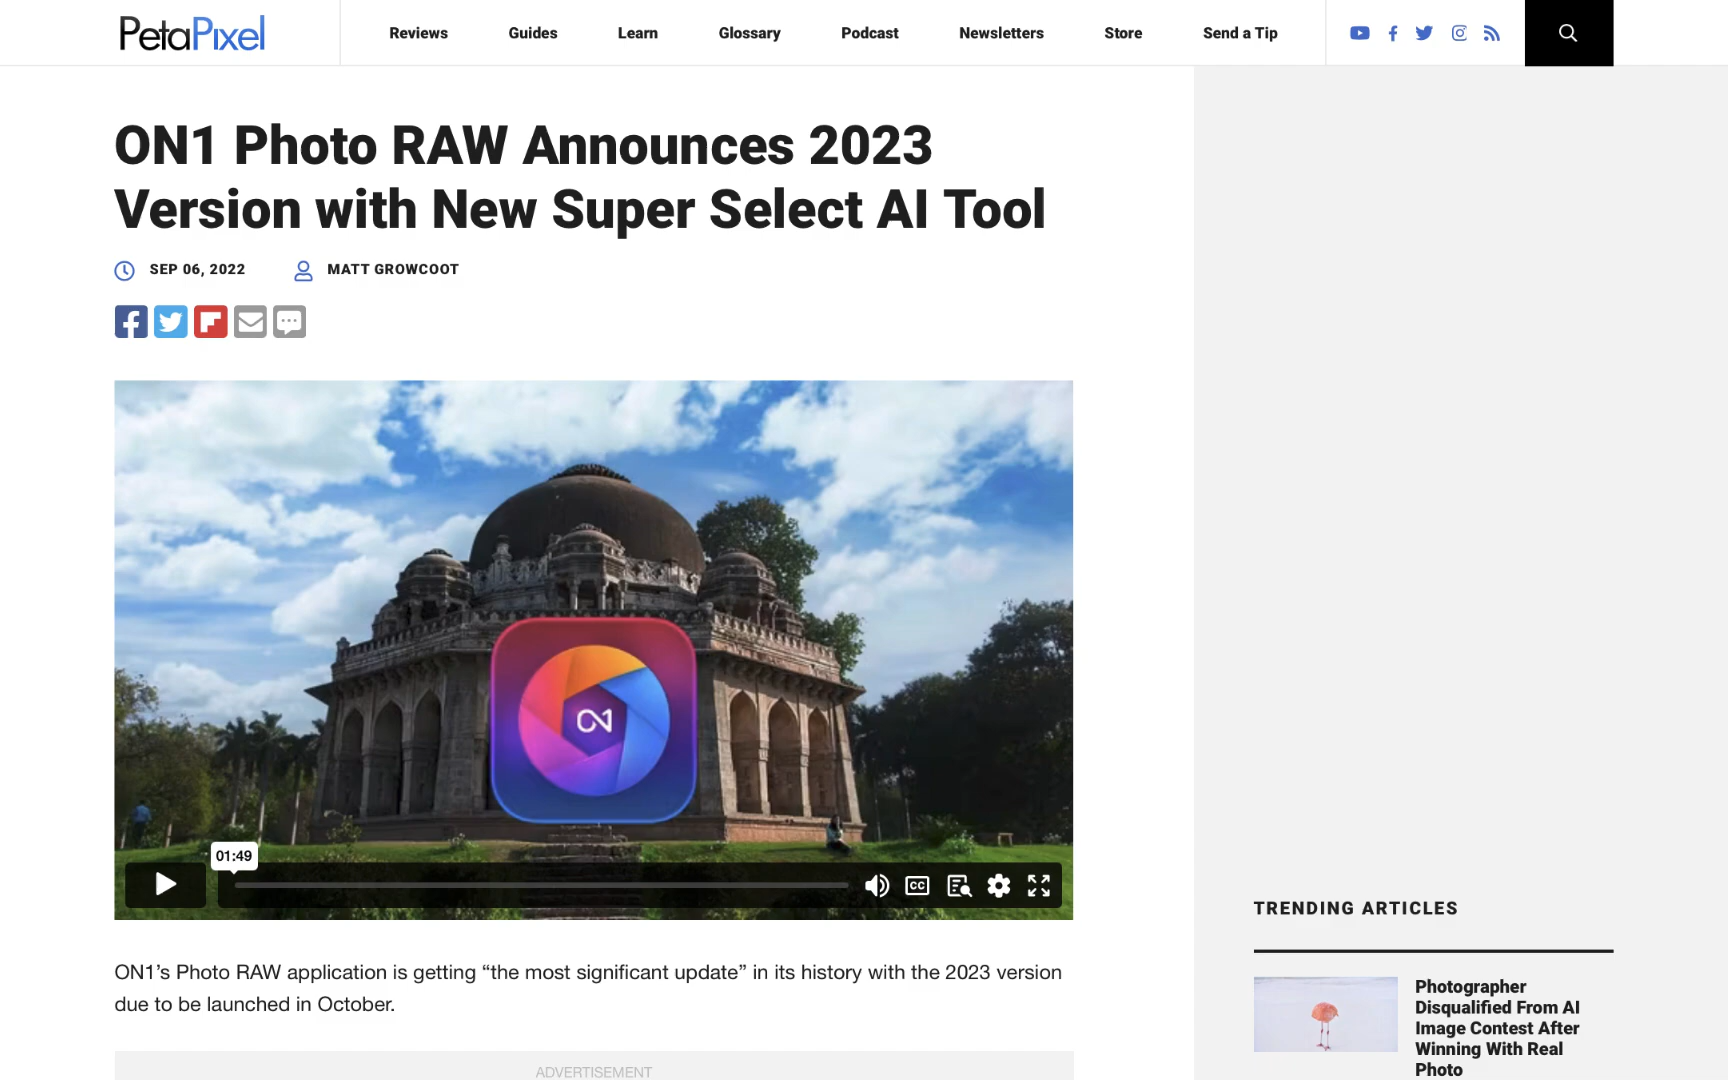 PetaPixel
Reviews
Guides
Learn
Glossary
Podcast
Newsletters
Store
Send a Tip
ON1 Photo RAW Announces 2023
Version with New Super Select AI Tool
SEP 06, 2022
MATT GROWCOOT
ON1
01:49
CC
ON1’s Photo RAW application is getting “the most significant update” in its history with the 2023 version
due to be launched in October.
ADVERTISEMENT
TRENDING ARTICLES
Photographer
Disqualified From AI
Image Contest After
Winning With Real
Photo